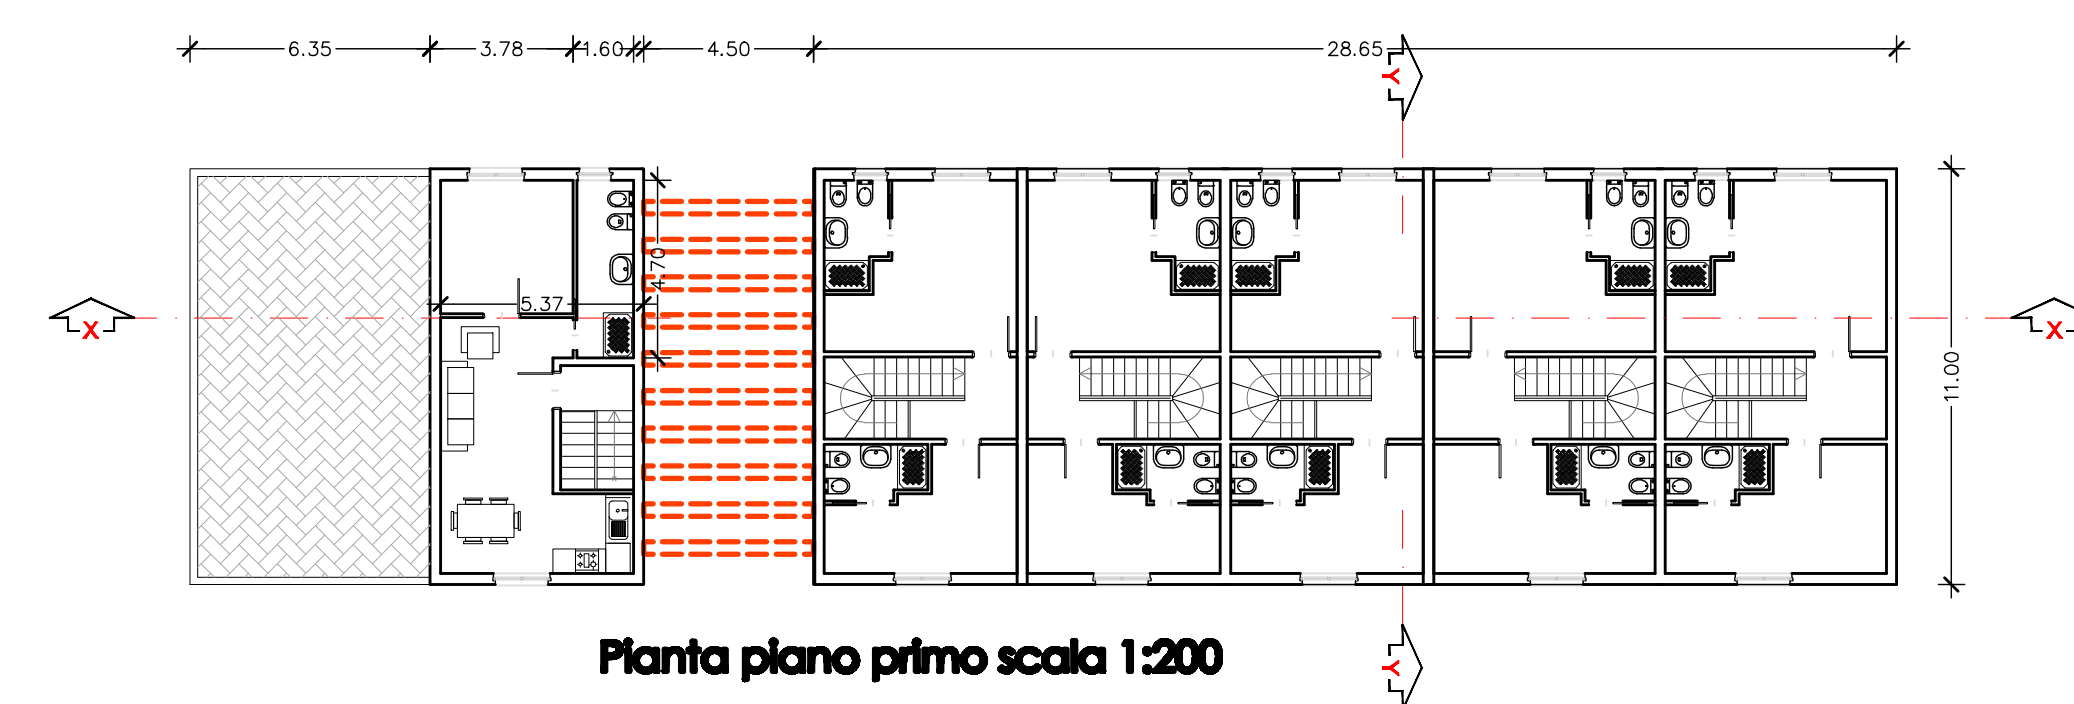 6.35 3.78 1.60 4.50 28.65
Y
4.70
5.37
X X
11.00
Pianta piano primo scala 1:200
Y